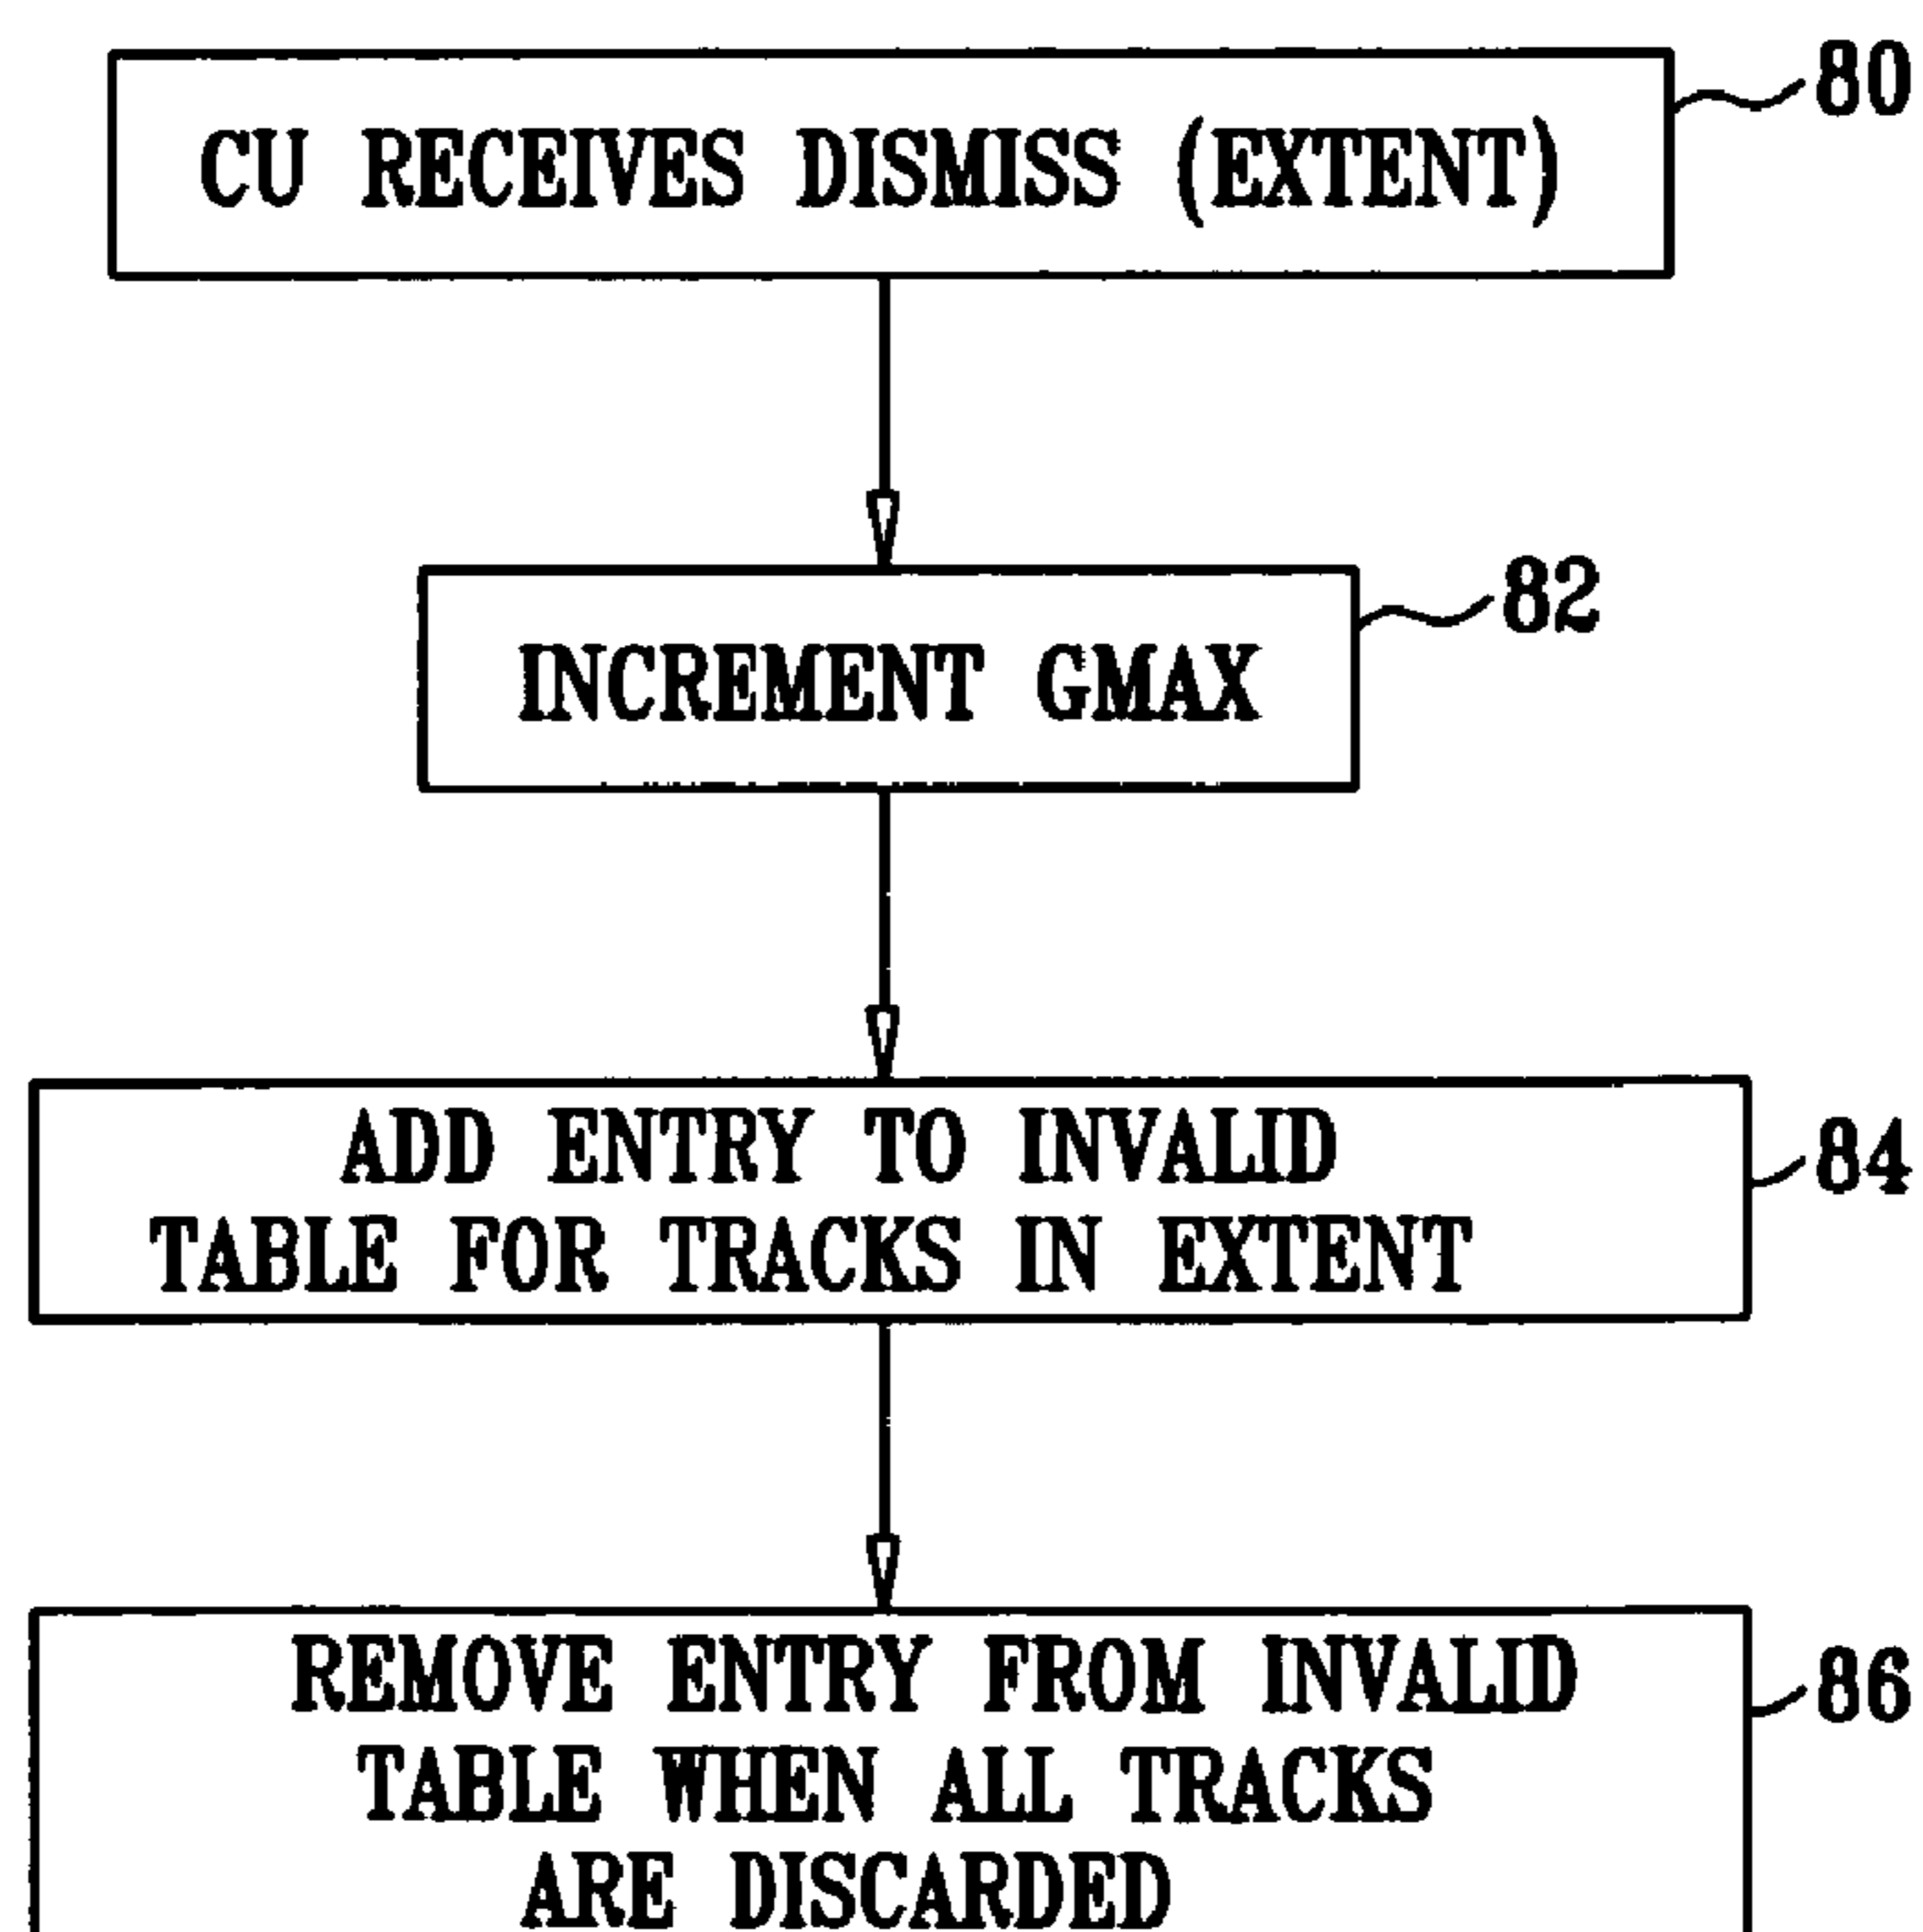 80
CU RECEIVES DISMISS (EXTENT)
82
INCREMENT GMAX
84
ADD ENTRY TO INVALID
TABLE FOR TRACKS IN EXTENT
86
REMOVE ENTRY FROM INVALID
TABLE WHEN ALL TRACKS
ARE DISCARDED